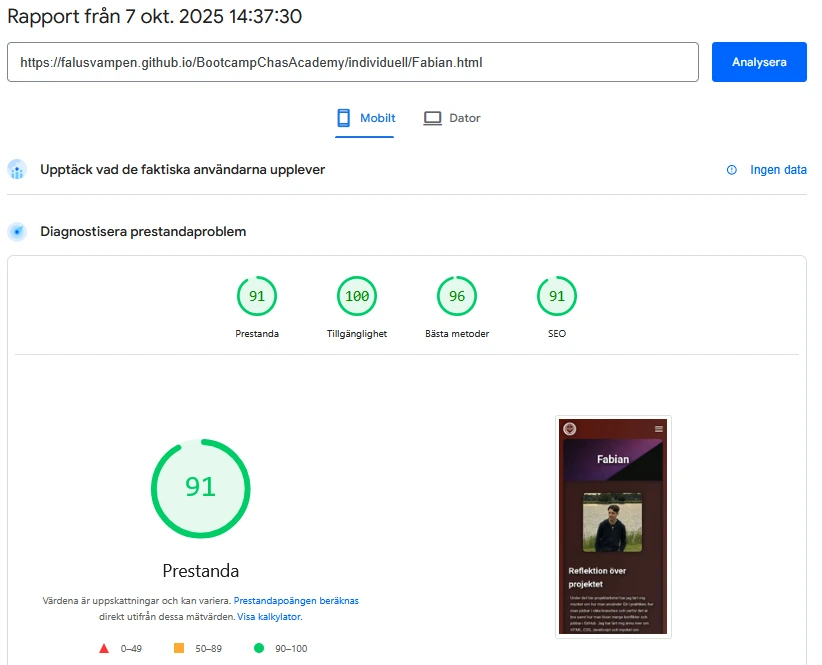 Rapport från 7 okt. 2025 14:37:30
https://falusvampen.github.io/BootcampChasAcademy/individuell/Fabian.html
Analysera
Mobilt
Dator
Upptäck vad de faktiska användarna upplever
Ingen data
Diagnostisera prestandaproblem
91
100
96
91
Prestanda
Tillgänglighet
Bästa metoder
SEO
91
Prestanda
Värdena är uppskattningar och kan variera. Prestandapoängen beräknas
direkt utifrån dessa mätvärden. Visa kalkylator.
0–49
50–89
90–100
Fabian
Reflektion över
projektet